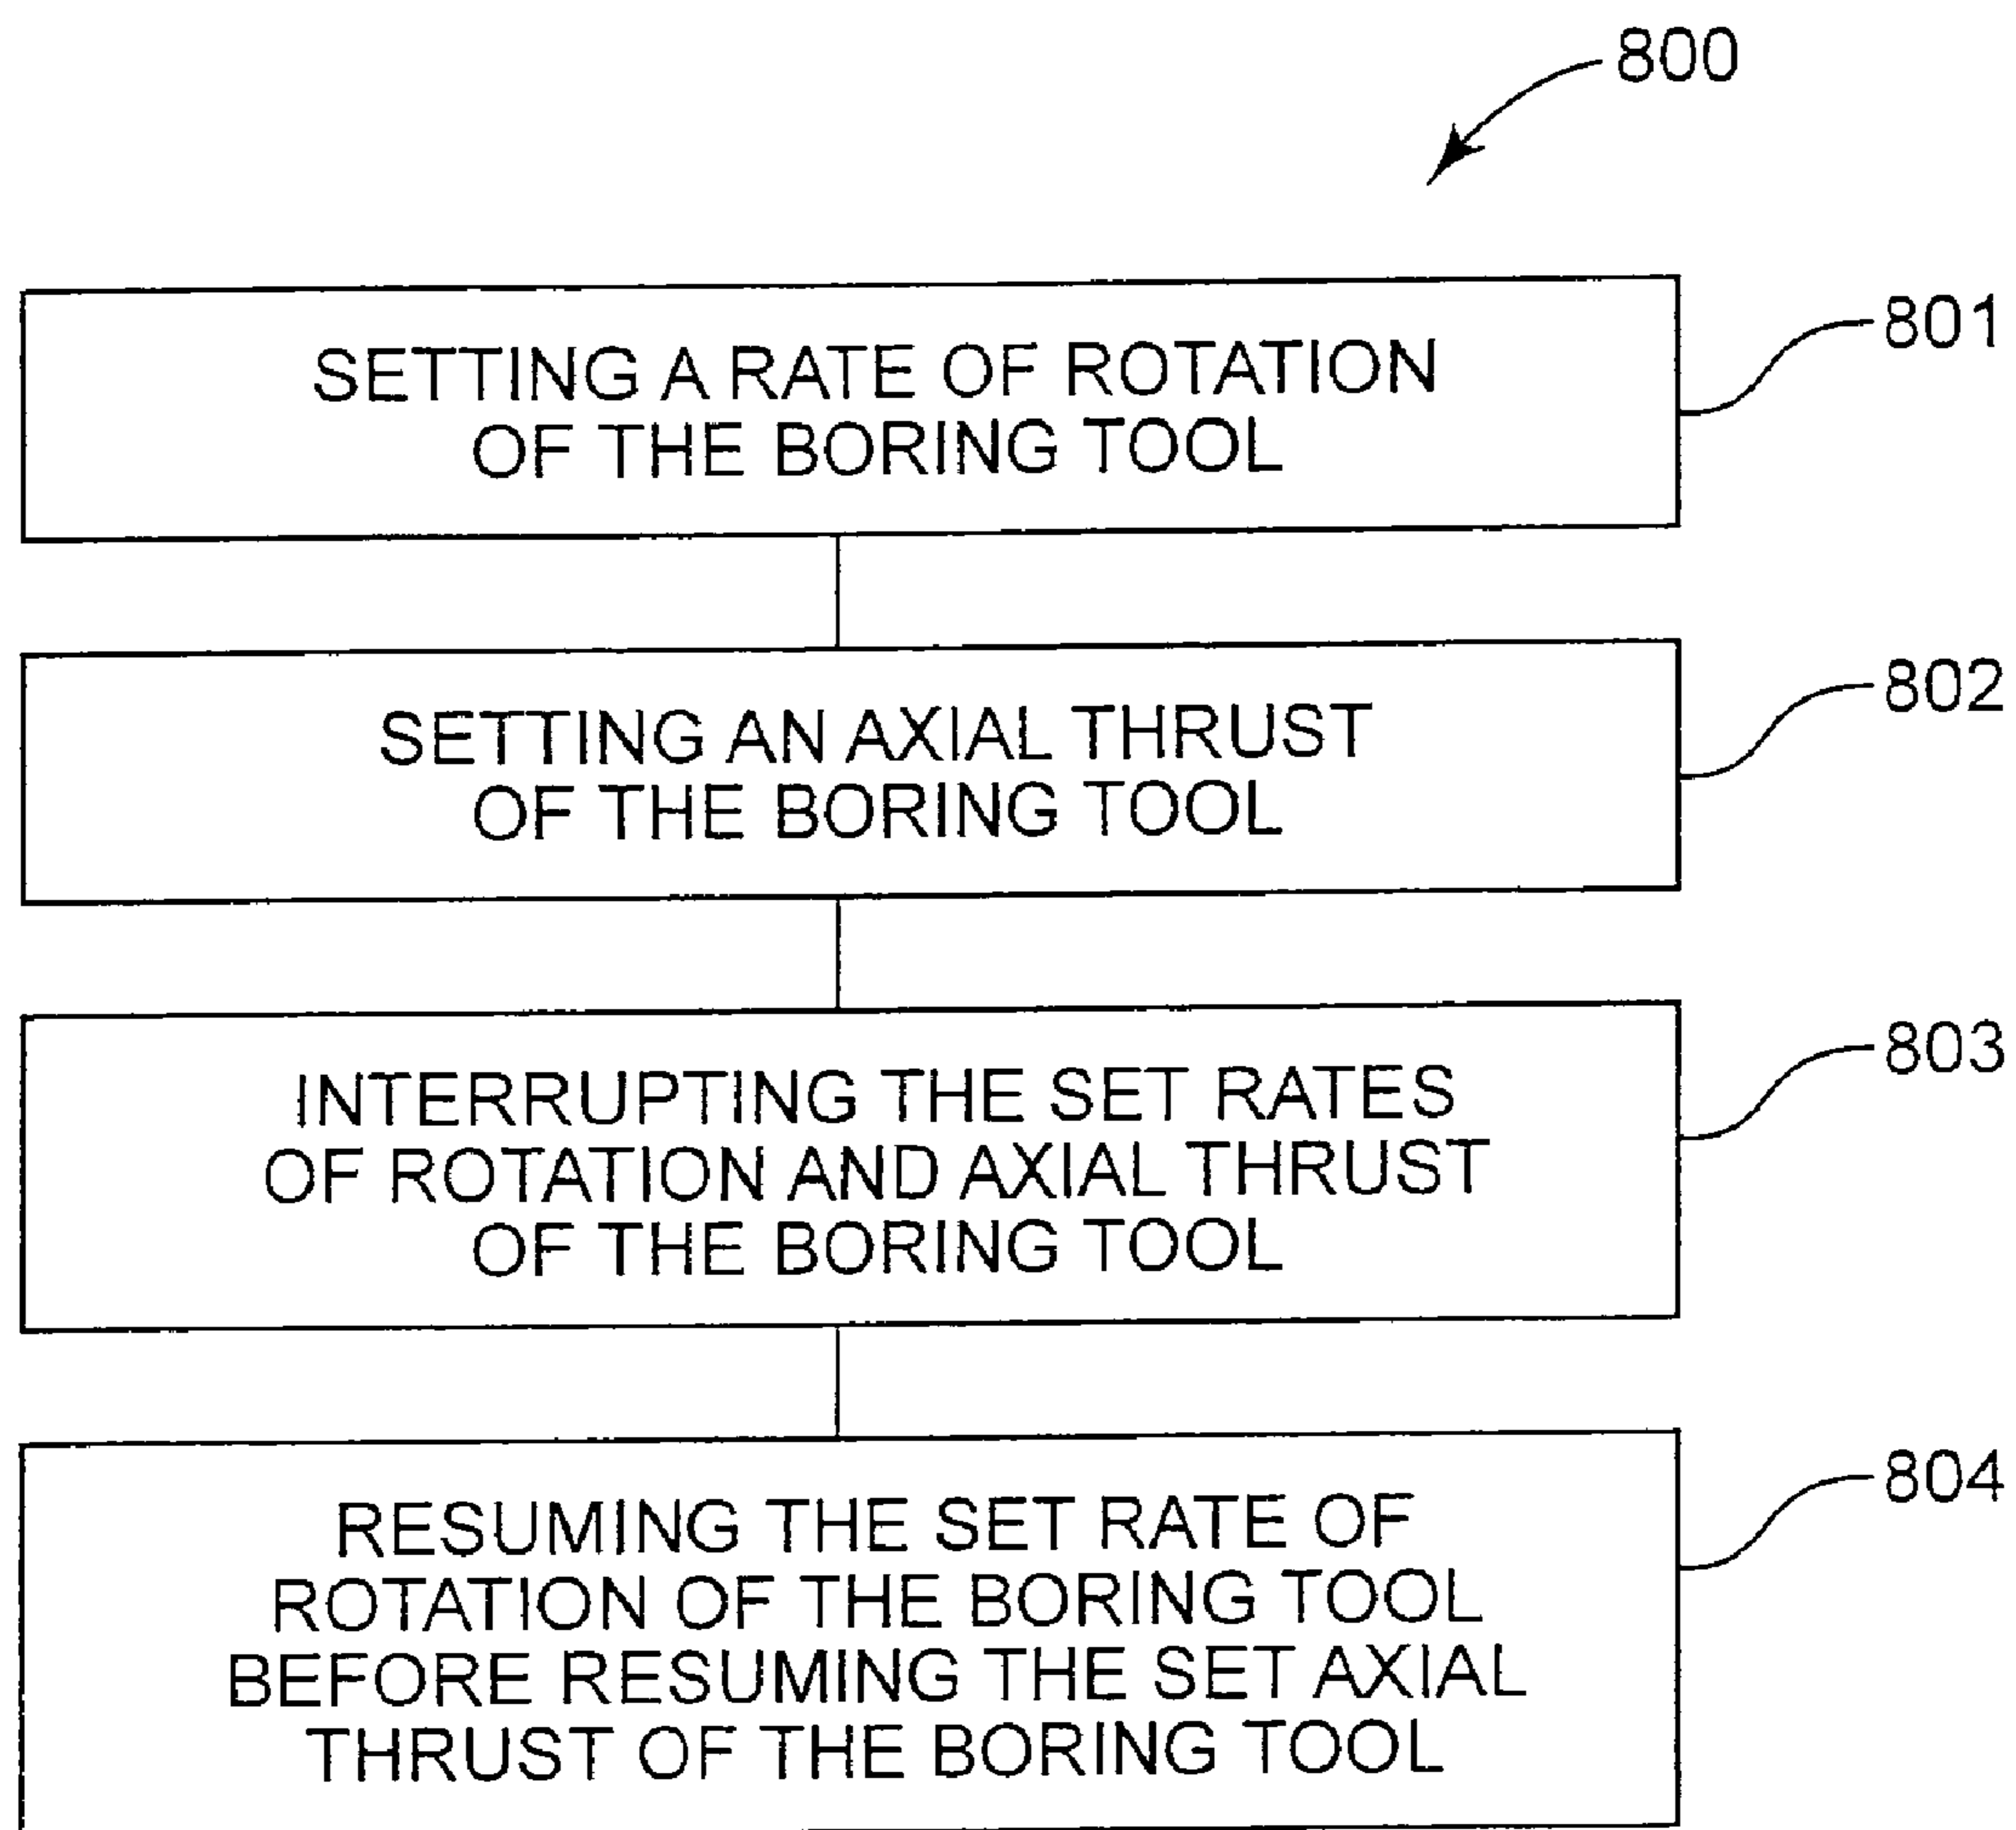 800
SETTING A RATE OF ROTATION
OF THE BORING TOOL
801
SETTING AN AXIAL THRUST
OF THE BORING TOOL
802
INTERRUPTING THE SET RATES
OF ROTATION AND AXIAL THRUST
OF THE BORING TOOL
803
RESUMING THE SET RATE OF
ROTATION OF THE BORING TOOL
BEFORE RESUMING THE SET AXIAL
THRUST OF THE BORING TOOL
804